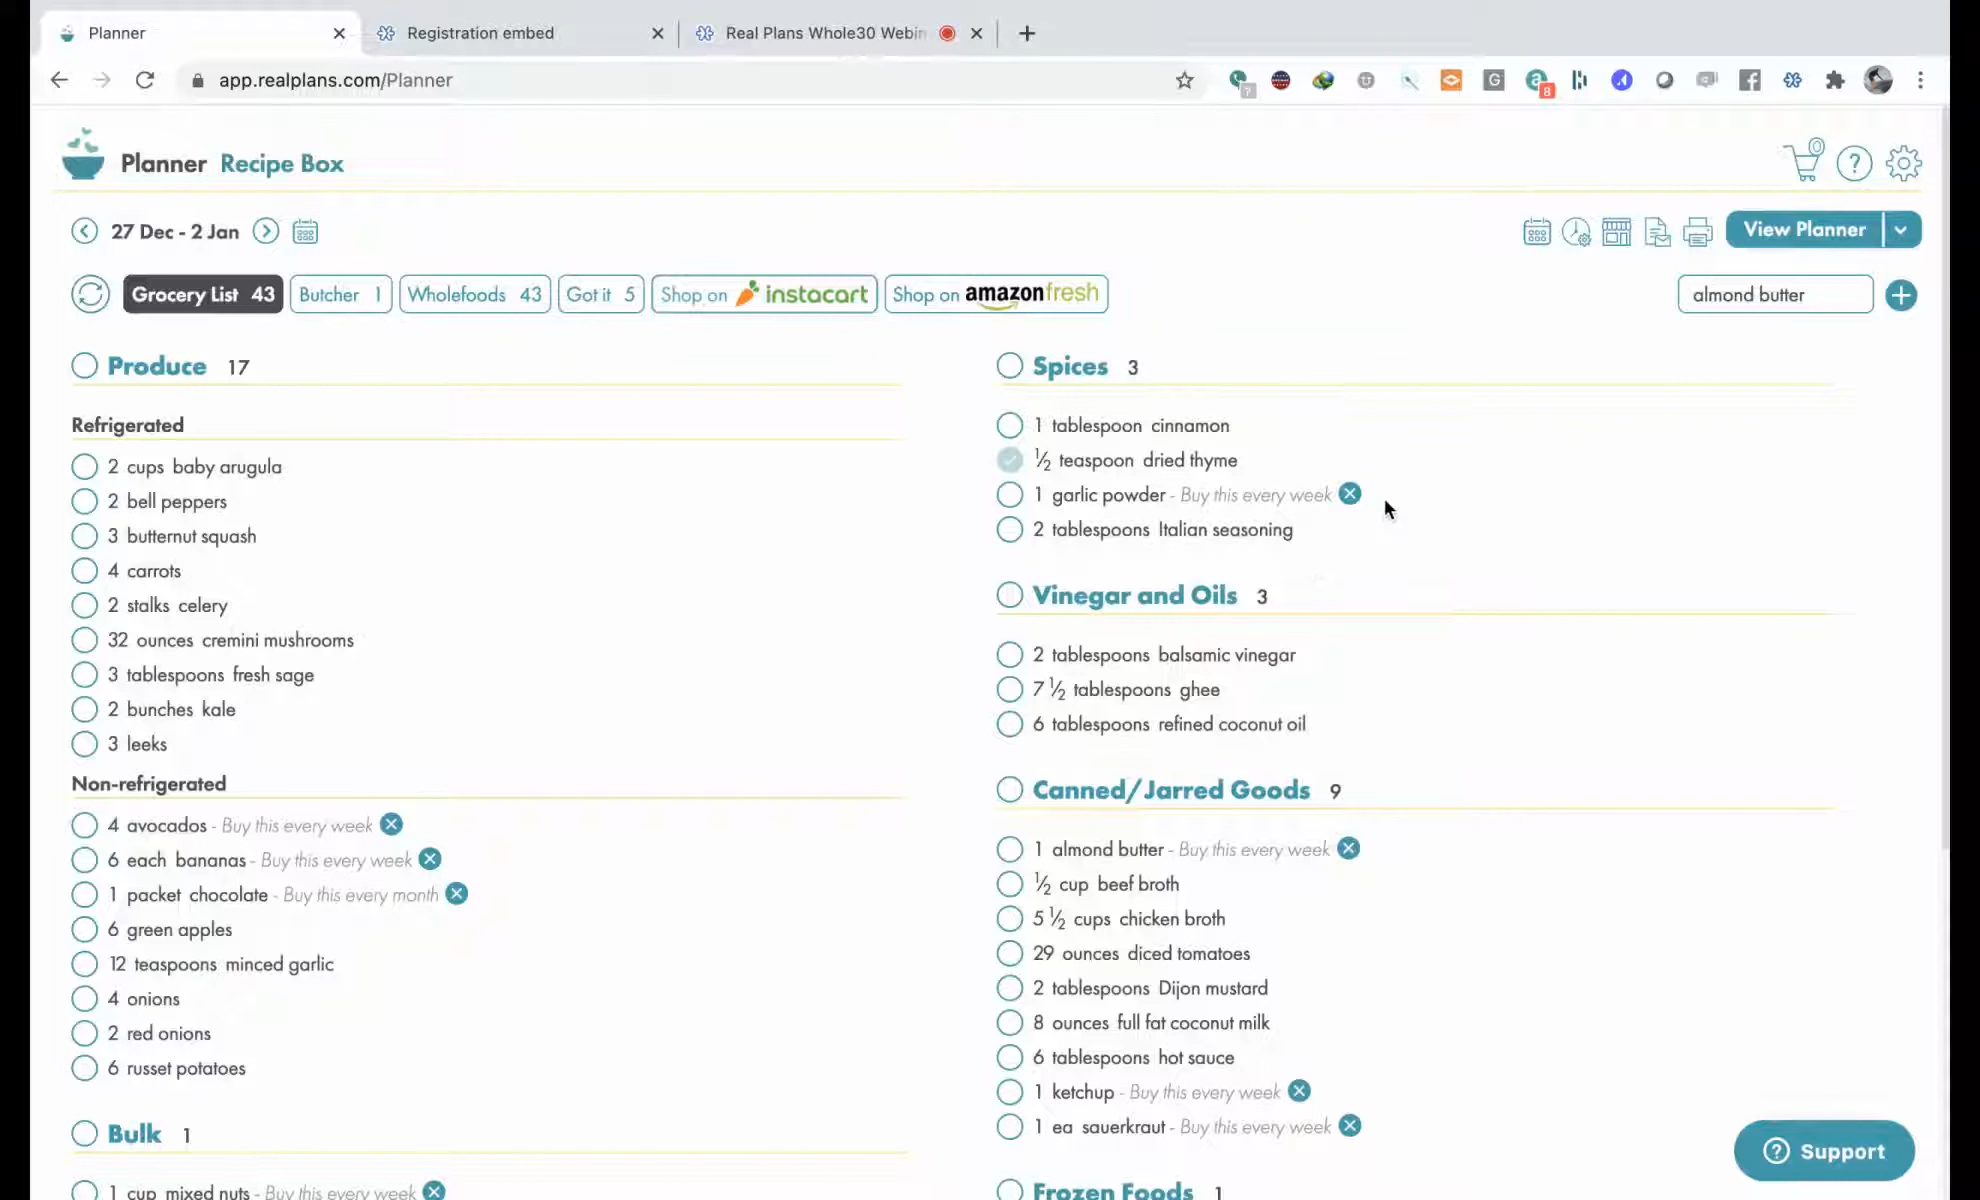 Planner
Registration embed
Real Plans Whole30 Webin
app.realplans.com/Planner
7
G
8
Planner Recipe Box
0
27 Dec - 2 Jan
View Planner
Grocery List 43
Butcher 1
Wholefoods 43
Got it 5
Shop on instacart
Shop on amazonfresh
almond butter
Produce 17
Refrigerated
2 cups baby arugula
2 bell peppers
3 butternut squash
4 carrots
2 stalks celery
32 ounces cremini mushrooms
3 tablespoons fresh sage
2 bunches kale
3 leeks
Non-refrigerated
4 avocados - Buy this every week
6 each bananas - Buy this every week
1 packet chocolate - Buy this every month
6 green apples
12 teaspoons minced garlic
4 onions
2 red onions
6 russet potatoes
Bulk 1
1 cup mixed nuts - Buy this every week
Spices 3
1 tablespoon cinnamon
½ teaspoon dried thyme
1 garlic powder - Buy this every week
2 tablespoons Italian seasoning
Vinegar and Oils 3
2 tablespoons balsamic vinegar
7 ½ tablespoons ghee
6 tablespoons refined coconut oil
Canned/Jarred Goods 9
1 almond butter - Buy this every week
½ cup beef broth
5 ½ cups chicken broth
29 ounces diced tomatoes
2 tablespoons Dijon mustard
8 ounces full fat coconut milk
6 tablespoons hot sauce
1 ketchup - Buy this every week
1 ea sauerkraut - Buy this every week
Frozen Foods 1
? Support